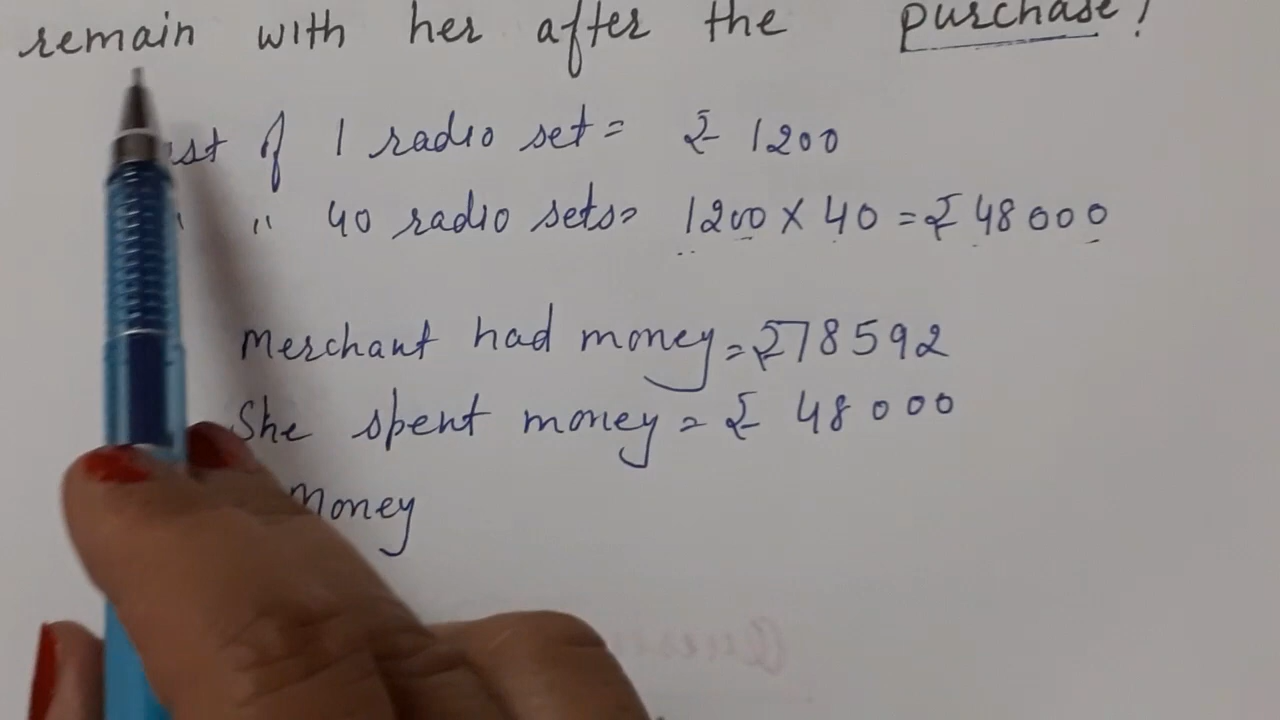 remain with her after the purchase?
of 1 radio set = ₹ 1200
" 40 radio sets = 1200 × 40 = ₹ 48000
Merchant had money = ₹78592
She spent money = ₹ 48000
Money